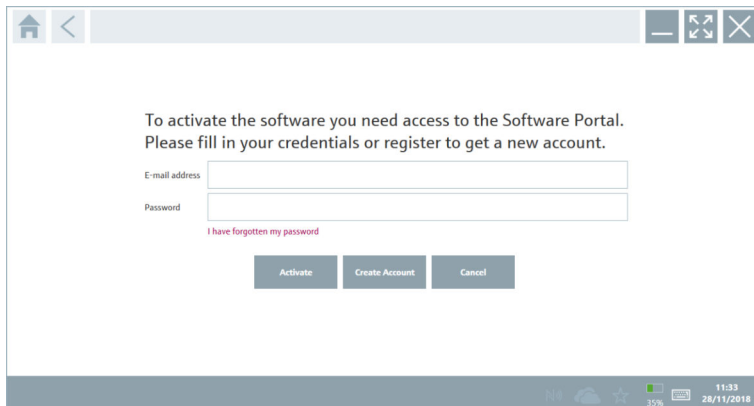 To activate the software you need access to the Software Portal.
Please fill in your credentials or register to get a new account.
E-mail address
Password
I have forgotten my password
Activate
Create Account
Cancel
11:33
35%
28/11/2018